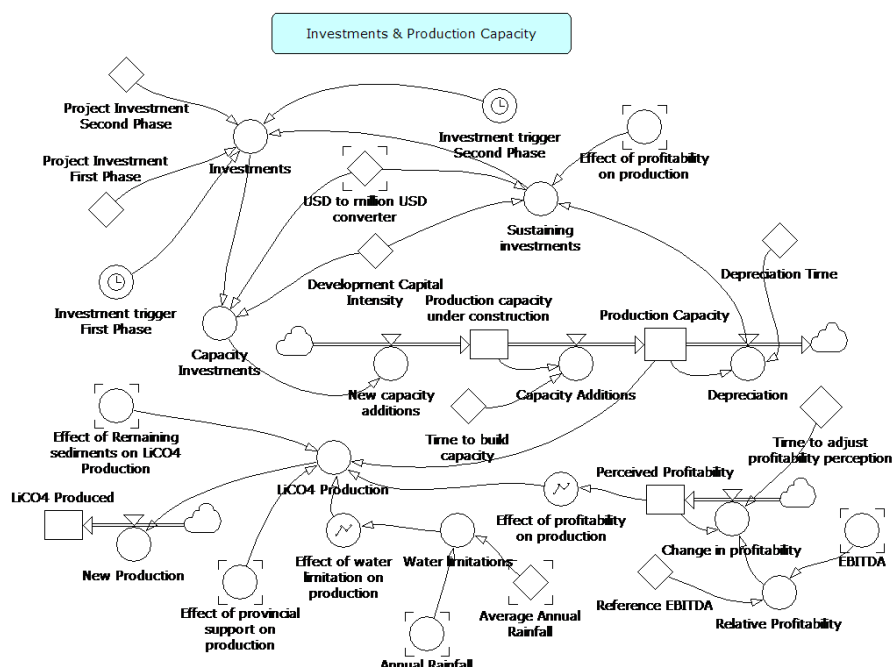 Investments & Production Capacity
Project Investment
Second Phase
Investment trigger
Second Phase
Project Investment
First Phase
Investments
Effect of profitability
on production
USD to million USD
converter
Sustaining
investments
Depreciation Time
Investment trigger
First Phase
Development Capital
Intensity
Production capacity
under construction
Production Capacity
Capacity
Investments
New capacity
additions
Capacity Additions
Depreciation
Effect of Remaining
sediments on LiCO4
Production
Time to build
capacity
Time to adjust
profitability perception
LiCO4 Produced
LiCO4 Production
Perceived Profitability
Effect of profitability
on production
New Production
Effect of water
limitation on
production
Water limitations
Change in profitability
EBITDA
Effect of provincial
support on
production
Average Annual
Rainfall
Reference EBITDA
Relative Profitability
Annual Rainfall